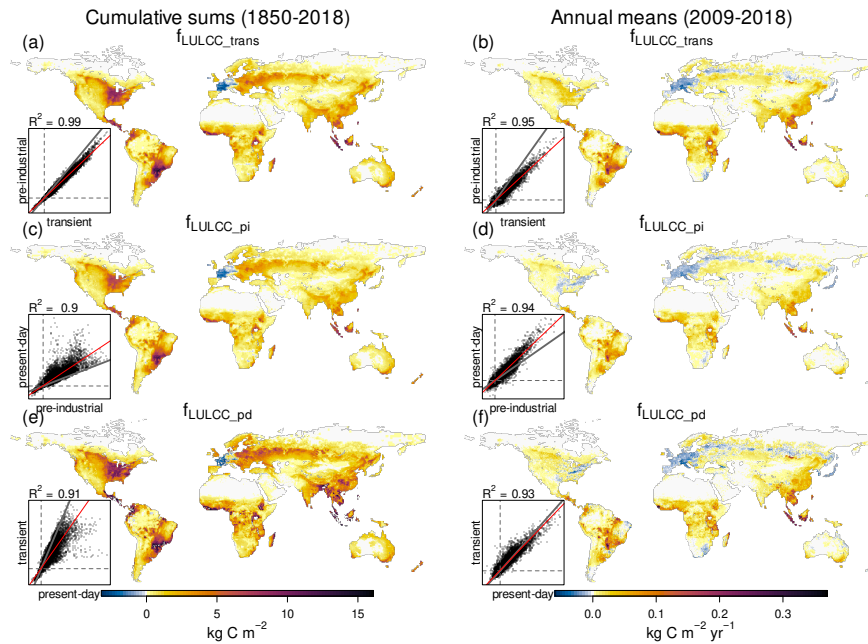 Cumulative sums (1850-2018)
Annual means (2009-2018)
(a)
fLULCC_trans
R2 = 0.99
pre-industrial
transient
(b)
fLULCC_trans
R2 = 0.95
pre-industrial
transient
(c)
fLULCC_pi
R2 = 0.9
present-day
pre-industrial
(d)
fLULCC_pi
R2 = 0.94
present-day
pre-industrial
(e)
fLULCC_pd
R2 = 0.91
transient
present-day
(f)
fLULCC_pd
R2 = 0.93
transient
present-day
0 5 10 15
kg C m−2
0.0 0.1 0.2 0.3
kg C m−2 yr−1